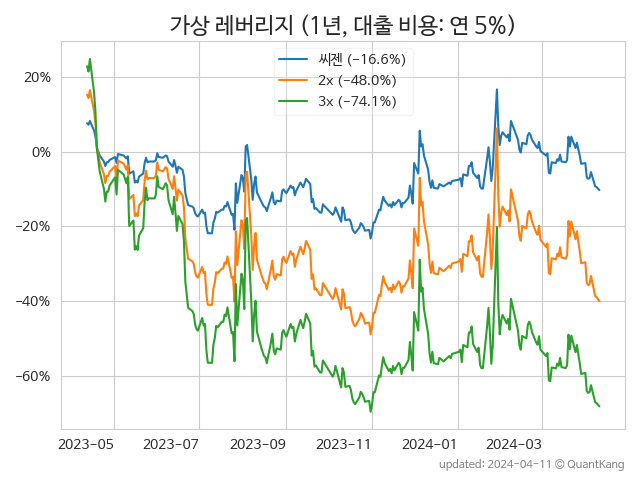 가상 레버리지 (1년, 대출 비용: 연 5%)
씨젠 (−16.6%)
2x (−48.0%)
3x (−74.1%)
20%
0%
−20%
−40%
−60%
2023-05 2023-07 2023-09 2023-11 2024-01 2024-03
updated: 2024-04-11 © QuantKang